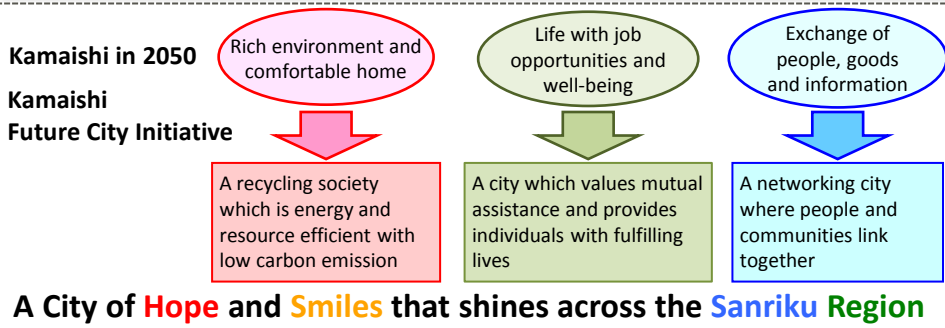 Kamaishi in 2050
Kamaishi
Future City Initiative
Rich environment and
comfortable home
Life with job
opportunities and
well-being
Exchange of
people, goods
and information
A recycling society
which is energy and
resource efficient with
low carbon emission
A city which values mutual
assistance and provides
individuals with fulfilling
lives
A networking city
where people and
communities link
together
A City of Hope and Smiles that shines across the Sanriku Region